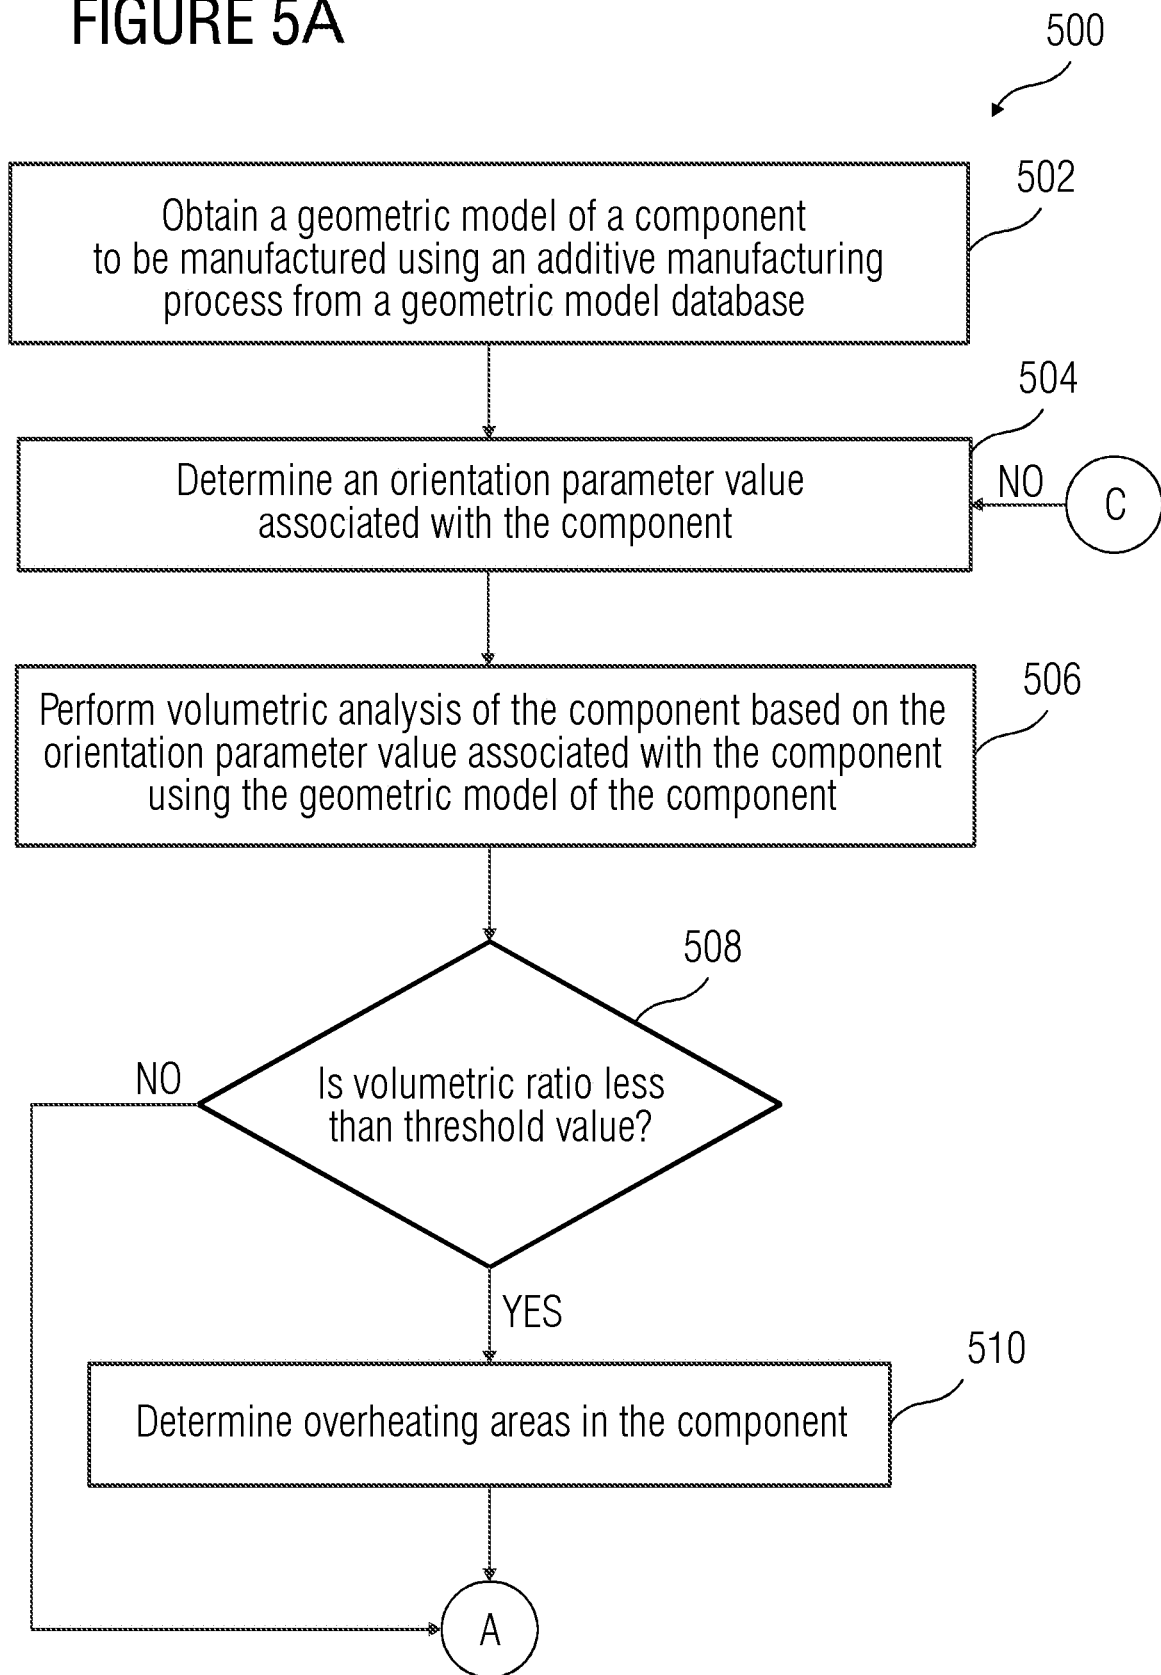 FIGURE 5A
500
502
Obtain a geometric model of a component
to be manufactured using an additive manufacturing
process from a geometric model database
504
Determine an orientation parameter value
associated with the component
NO
C
506
Perform volumetric analysis of the component based on the
orientation parameter value associated with the component
using the geometric model of the component
508
NO
Is volumetric ratio less
than threshold value?
YES
510
Determine overheating areas in the component
A